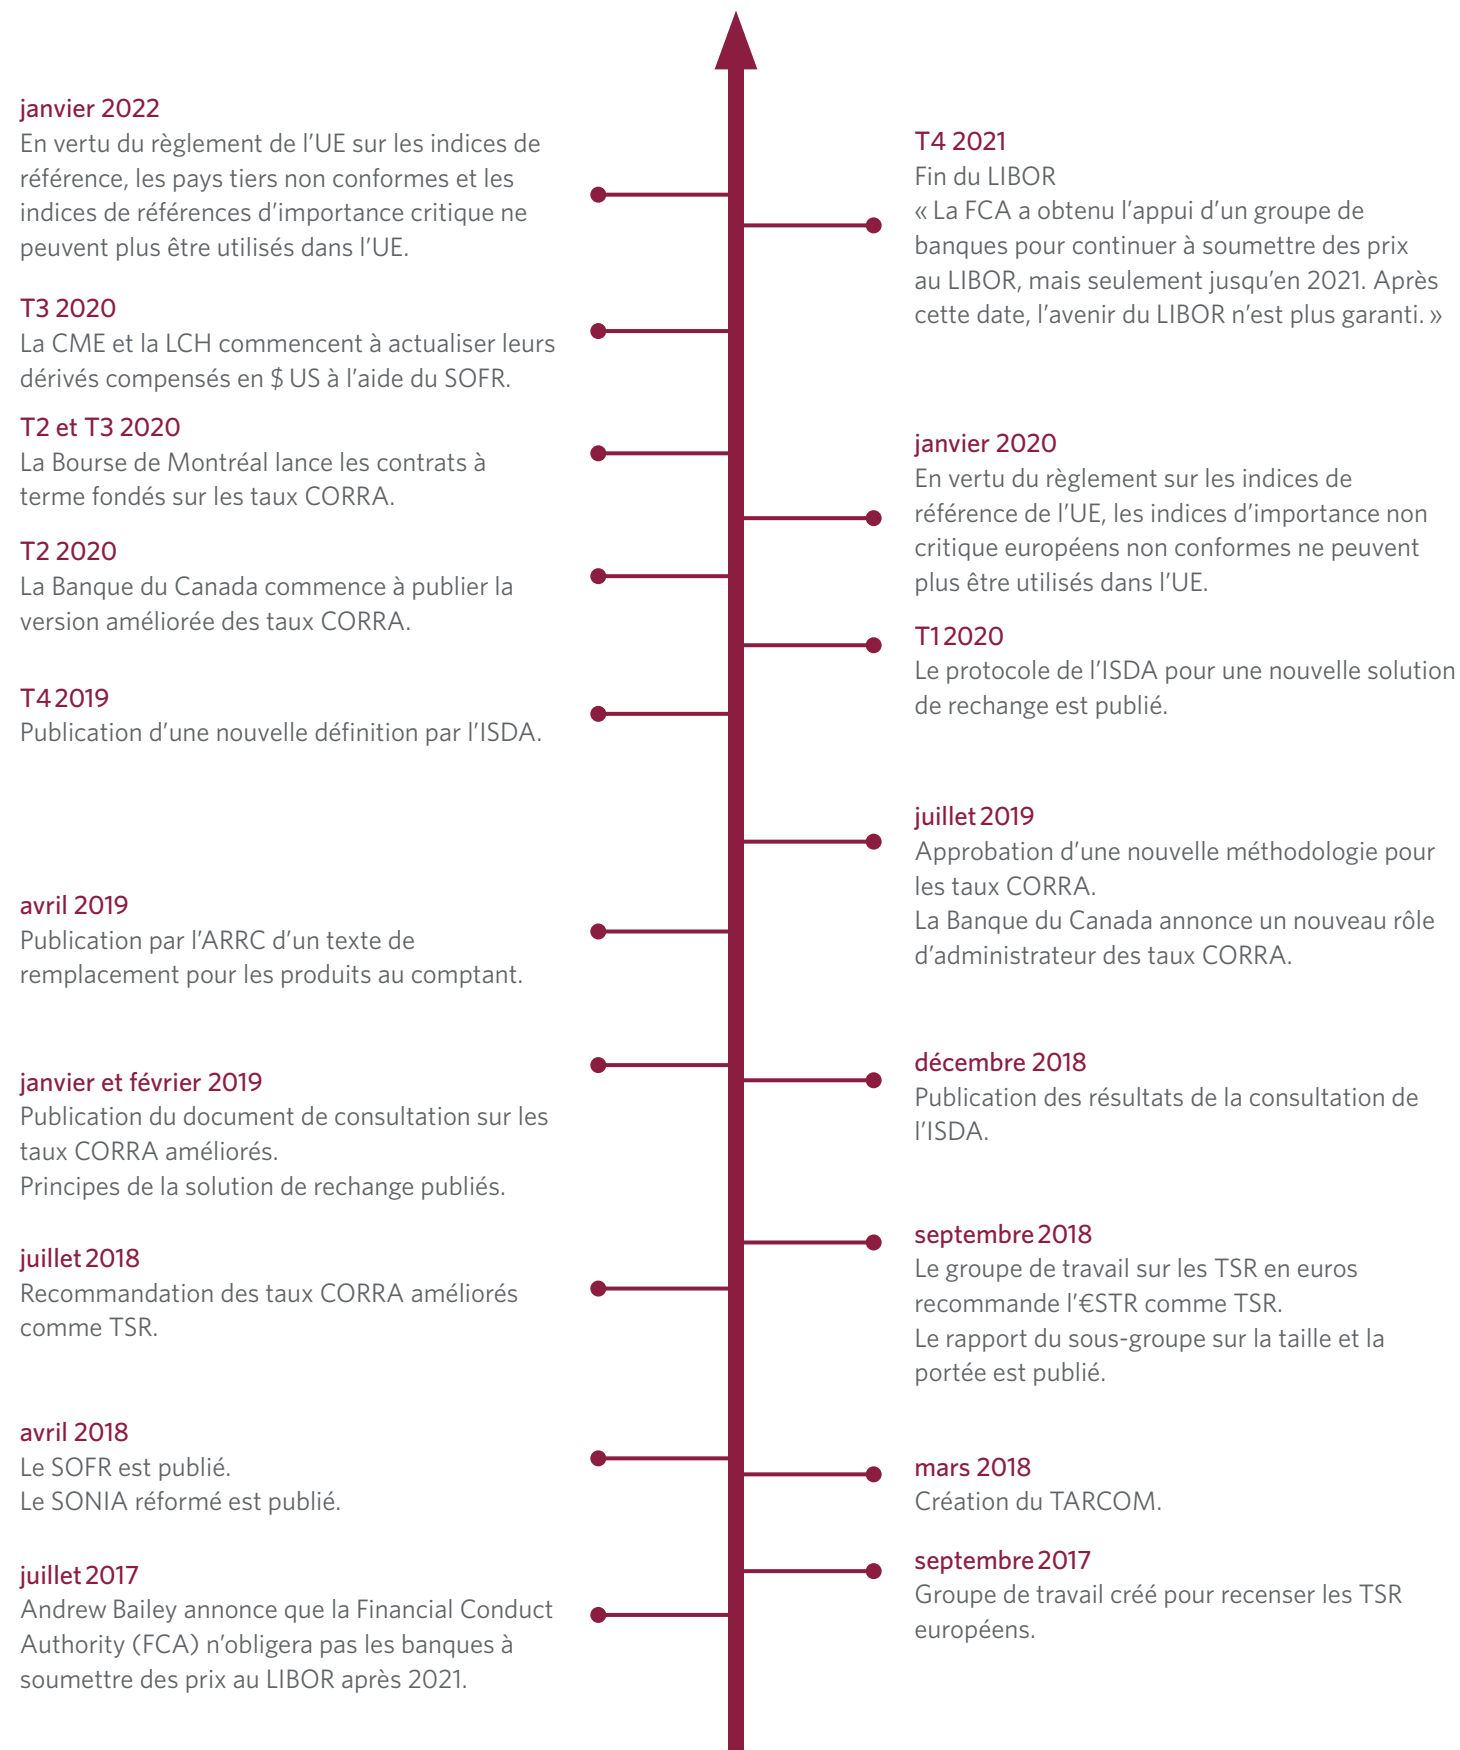 janvier 2022
En vertu du règlement de l’UE sur les indices de
référence, les pays tiers non conformes et les
indices de références d’importance critique ne
peuvent plus être utilisés dans l’UE.
T3 2020
La CME et la LCH commencent à actualiser leurs
dérivés compensés en $ US à l’aide du SOFR.
T2 et T3 2020
La Bourse de Montréal lance les contrats à
terme fondés sur les taux CORRA.
T2 2020
La Banque du Canada commence à publier la
version améliorée des taux CORRA.
T4 2019
Publication d’une nouvelle définition par l’ISDA.
avril 2019
Publication par l’ARRC d’un texte de
remplacement pour les produits au comptant.
janvier et février 2019
Publication du document de consultation sur les
taux CORRA améliorés.
Principes de la solution de rechange publiés.
juillet 2018
Recommandation des taux CORRA améliorés
comme TSR.
avril 2018
Le SOFR est publié.
Le SONIA réformé est publié.
juillet 2017
Andrew Bailey annonce que la Financial Conduct
Authority (FCA) n’obligera pas les banques à
soumettre des prix au LIBOR après 2021.
T4 2021
Fin du LIBOR
« La FCA a obtenu l’appui d’un groupe de
banques pour continuer à soumettre des prix
au LIBOR, mais seulement jusqu’en 2021. Après
cette date, l’avenir du LIBOR n’est plus garanti. »
janvier 2020
En vertu du règlement sur les indices de
référence de l’UE, les indices d’importance non
critique européens non conformes ne peuvent
plus être utilisés dans l’UE.
T1 2020
Le protocole de l’ISDA pour une nouvelle solution
de rechange est publié.
juillet 2019
Approbation d’une nouvelle méthodologie pour
les taux CORRA.
La Banque du Canada annonce un nouveau rôle
d’administrateur des taux CORRA.
décembre 2018
Publication des résultats de la consultation de
l’ISDA.
septembre 2018
Le groupe de travail sur les TSR en euros
recommande l’€STR comme TSR.
Le rapport du sous-groupe sur la taille et la
portée est publié.
mars 2018
Création du TARCOM.
septembre 2017
Groupe de travail créé pour recenser les TSR
européens.